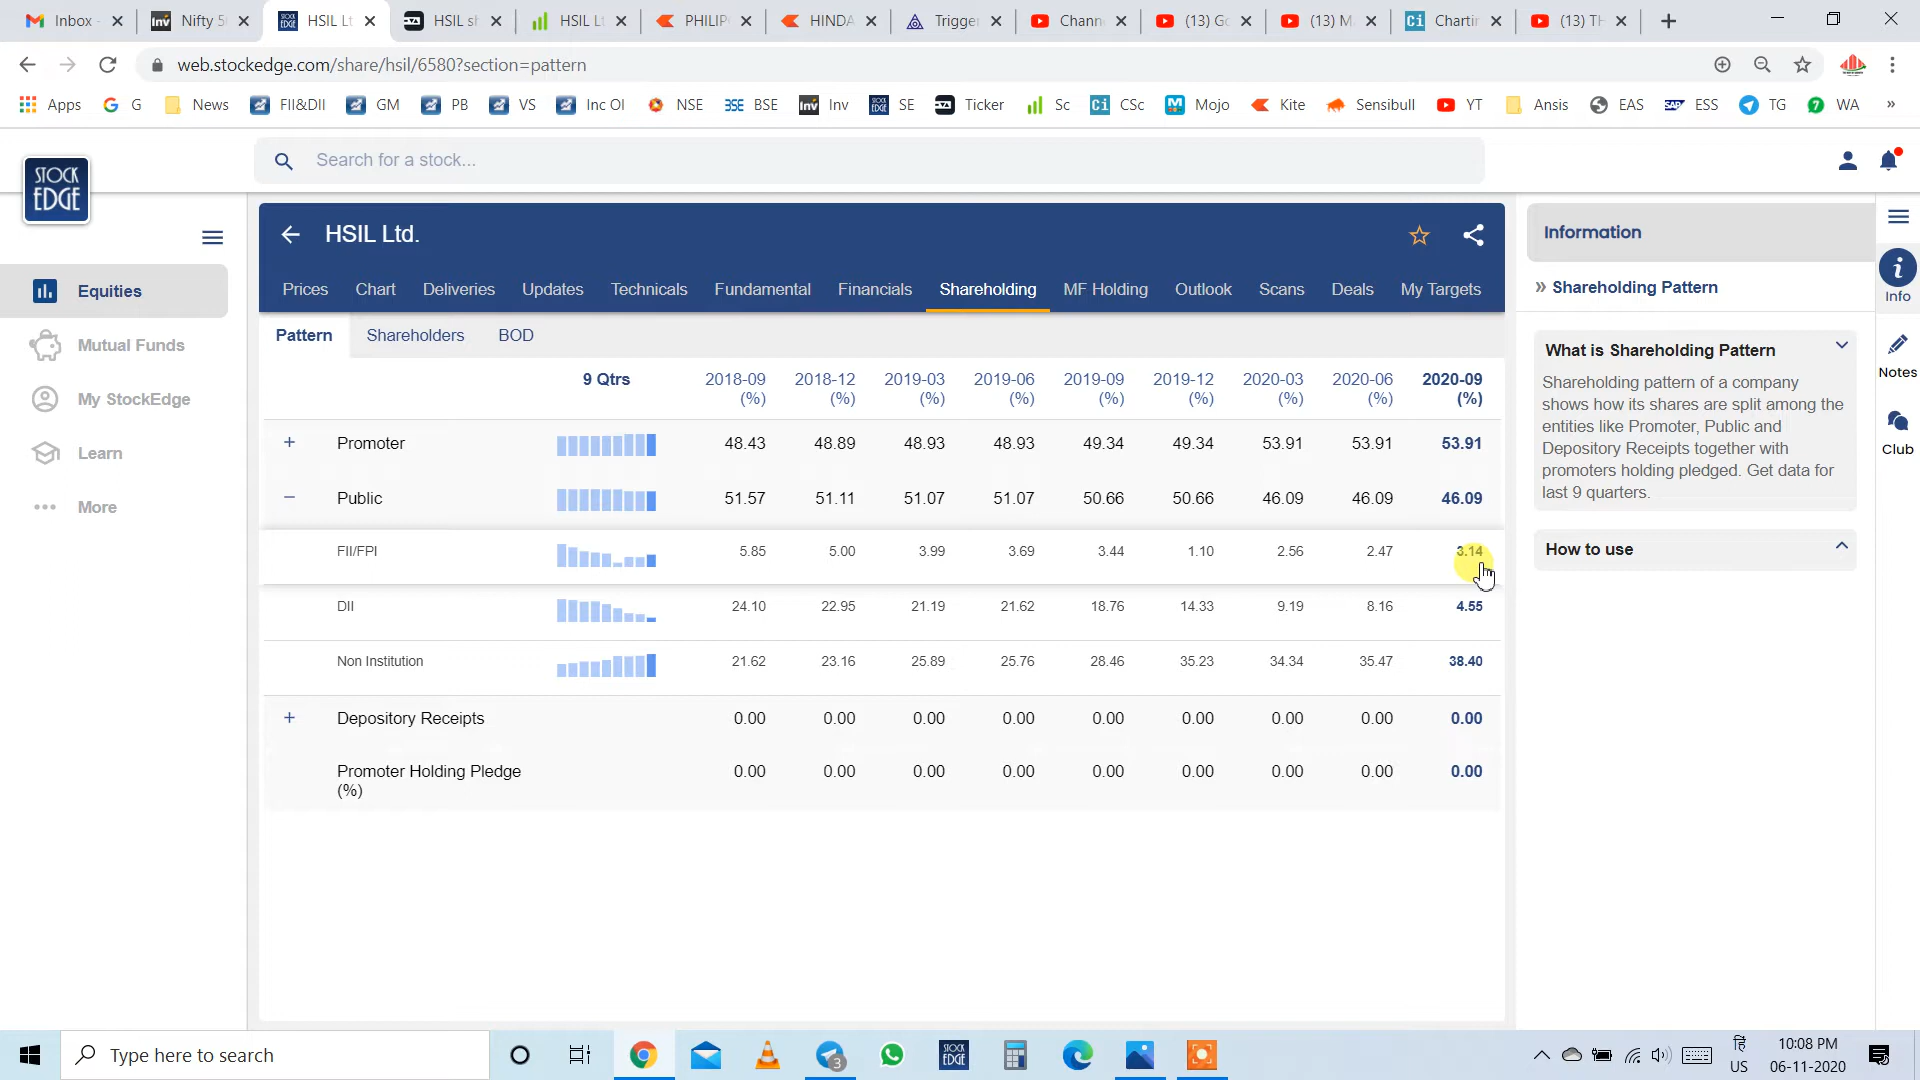 Inbox -
Nifty 5
HSIL Lt
HSIL sh
HSIL Lt
PHILIP
HINDA
Trigge
Chann
(13) G
(13) M
Chartin
(13) TH
web.stockedge.com/share/hsil/6580?section=pattern
Apps G News FII&DII GM PB VS Inc OI NSE BSE Inv SE Ticker Sc CSc Mojo Kite Sensibull YT Ansis EAS ESS TG WA »
STOCK
EDGE
Search for a stock...
HSIL Ltd.
Prices Chart Deliveries Updates Technicals Fundamental Financials Shareholding MF Holding Outlook Scans Deals My Targets
Pattern Shareholders BOD
Equities
Mutual Funds
My StockEdge
Learn
More
9 Qtrs 2018-09 2018-12 2019-03 2019-06 2019-09 2019-12 2020-03 2020-06 2020-09
(%) (%) (%) (%) (%) (%) (%) (%) (%)
+ Promoter 48.43 48.89 48.93 48.93 49.34 49.34 53.91 53.91 53.91
− Public 51.57 51.11 51.07 51.07 50.66 50.66 46.09 46.09 46.09
FII/FPI 5.85 5.00 3.99 3.69 3.44 1.10 2.56 2.47 3.14
DII 24.10 22.95 21.19 21.62 18.76 14.33 9.19 8.16 4.55
Non Institution 21.62 23.16 25.89 25.76 28.46 35.23 34.34 35.47 38.40
+ Depository Receipts 0.00 0.00 0.00 0.00 0.00 0.00 0.00 0.00 0.00
Promoter Holding Pledge 0.00 0.00 0.00 0.00 0.00 0.00 0.00 0.00 0.00
(%)
Information
» Shareholding Pattern
What is Shareholding Pattern
Shareholding pattern of a company
shows how its shares are split among the
entities like Promoter, Public and
Depository Receipts together with
promoters holding pledged. Get data for
last 9 quarters.
How to use
Info
Notes
Club
Type here to search
3
STOCK
EDGE
हि
US
10:08 PM
06-11-2020